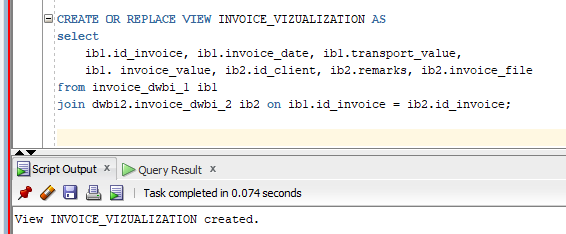 CREATE OR REPLACE VIEW INVOICE_VIZUALIZATION AS
select
ib1.id_invoice, ib1.invoice_date, ib1.transport_value,
ib1. invoice_value, ib2.id_client, ib2.remarks, ib2.invoice_file
from invoice_dwbi_1 ib1
join dwbi2.invoice_dwbi_2 ib2 on ib1.id_invoice = ib2.id_invoice;
Script Output x Query Result x
Task completed in 0.074 seconds
View INVOICE_VIZUALIZATION created.